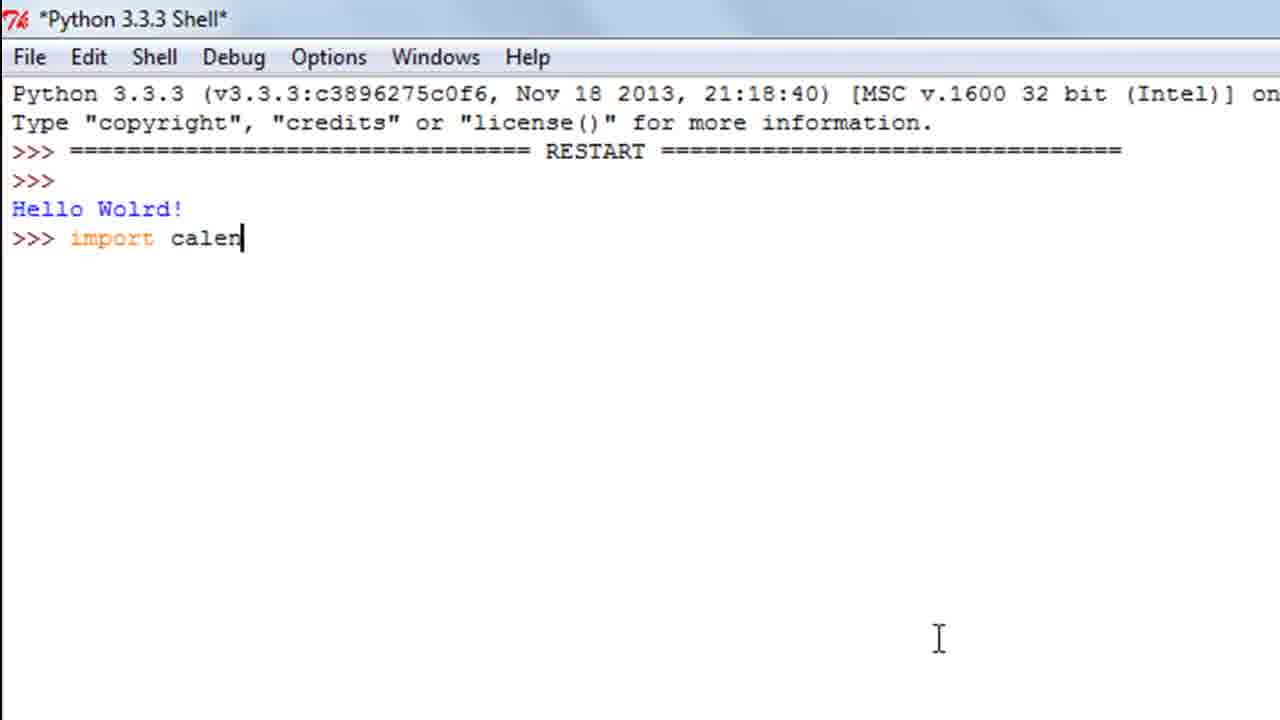 *Python 3.3.3 Shell*
File Edit Shell Debug Options Windows Help
Python 3.3.3 (v3.3.3:c3896275c0f6, Nov 18 2013, 21:18:40) [MSC v.1600 32 bit (Intel)] on
Type "copyright", "credits" or "license()" for more information.
>>> ================================ RESTART ================================
>>>
Hello Wolrd!
>>> import calen